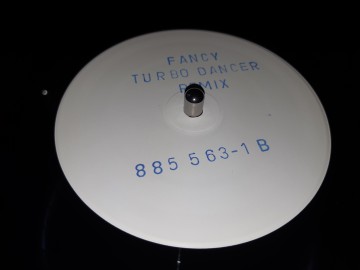 FANCY
TURBO DANCER
REMIX
885 563-1 B